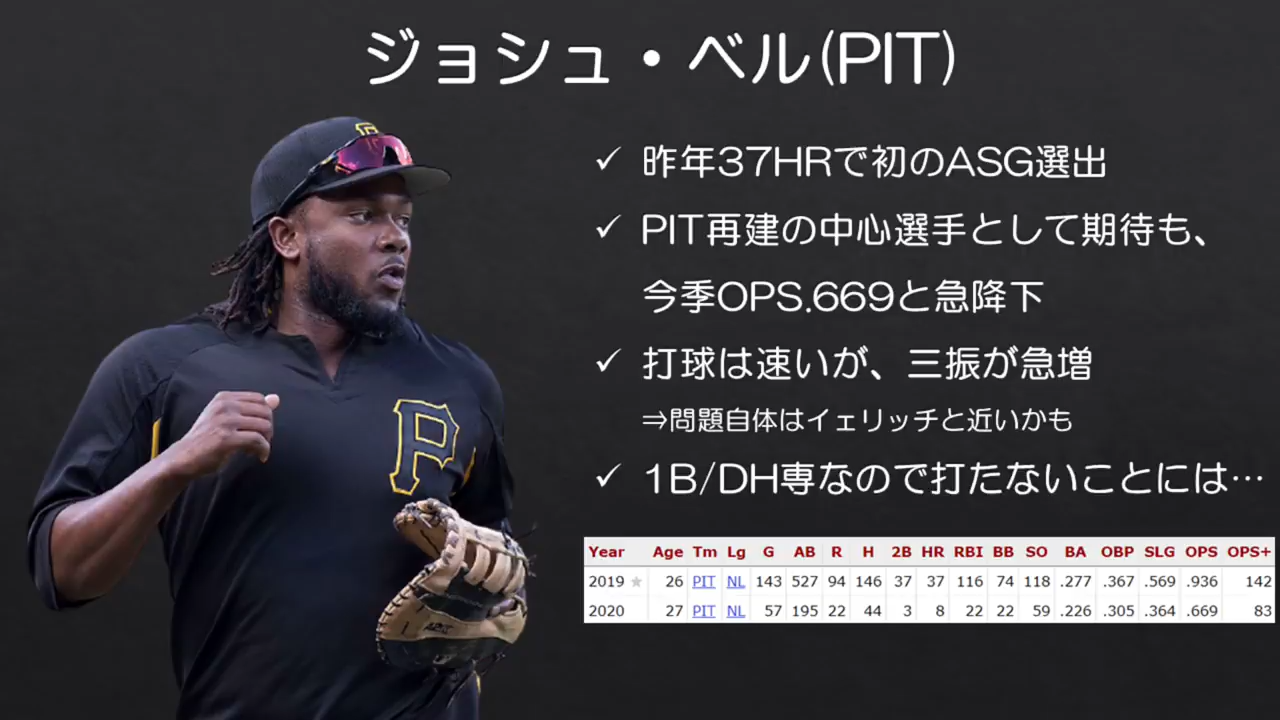 ジョシュ・ベル(PIT)
✓ 昨年37HRで初のASG選出
✓ PIT再建の中心選手として期待も、
今季OPS.669と急降下
✓ 打球は速いが、三振が急増
⇒問題自体はイェリッチと近いかも
✓ 1B/DH専なので打たないことには…
P
Year Age Tm Lg G AB R H 2B HR RBI BB SO BA OBP SLG OPS OPS+
2019 ★ 26 PIT NL 143 527 94 146 37 37 116 74 118 .277 .367 .569 .936 142
2020 27 PIT NL 57 195 22 44 3 8 22 22 59 .226 .305 .364 .669 83